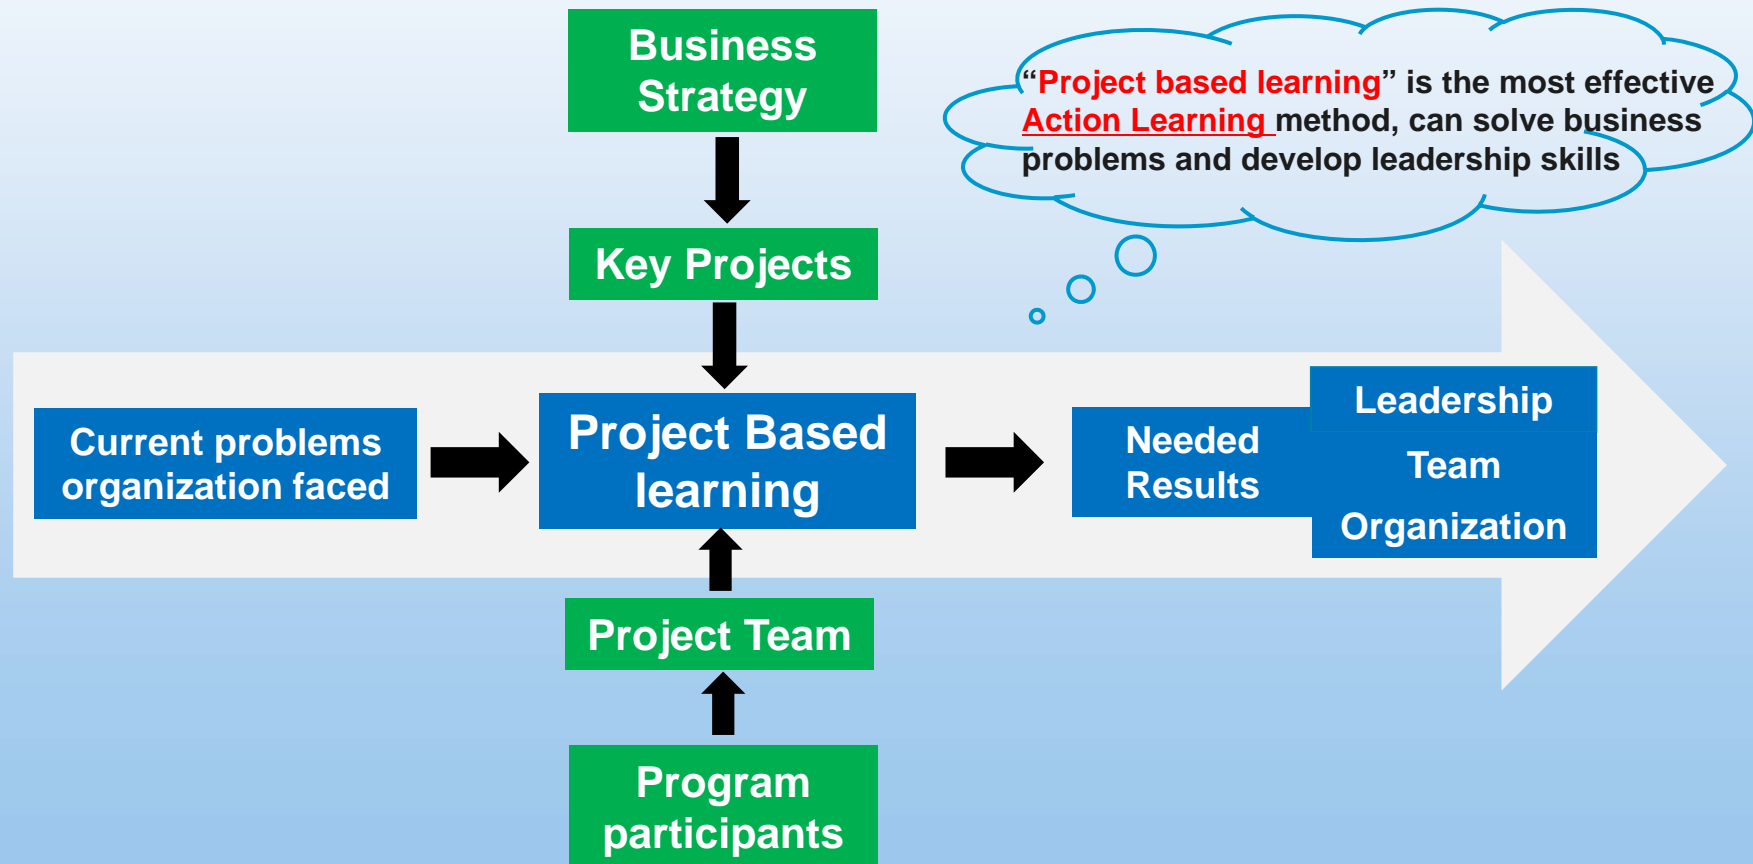 Business
Strategy
“Project based learning” is the most effective
Action Learning method, can solve business
problems and develop leadership skills
Key Projects
Current problems
organization faced
Project Based
learning
Needed
Results
Leadership
Team
Organization
Project Team
Program
participants